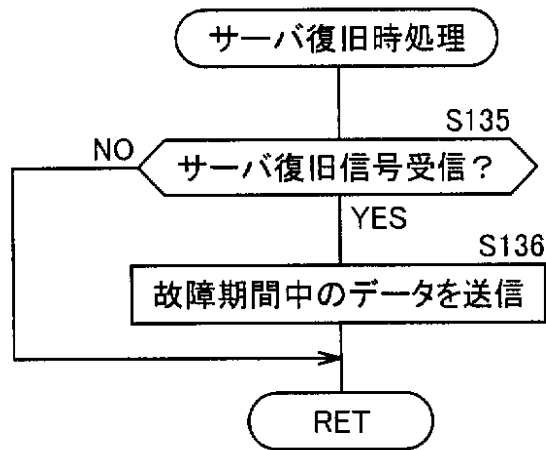 サーバ復旧時処理
S135
NO
サーバ復旧信号受信？
YES
S136
故障期間中のデータを送信
RET